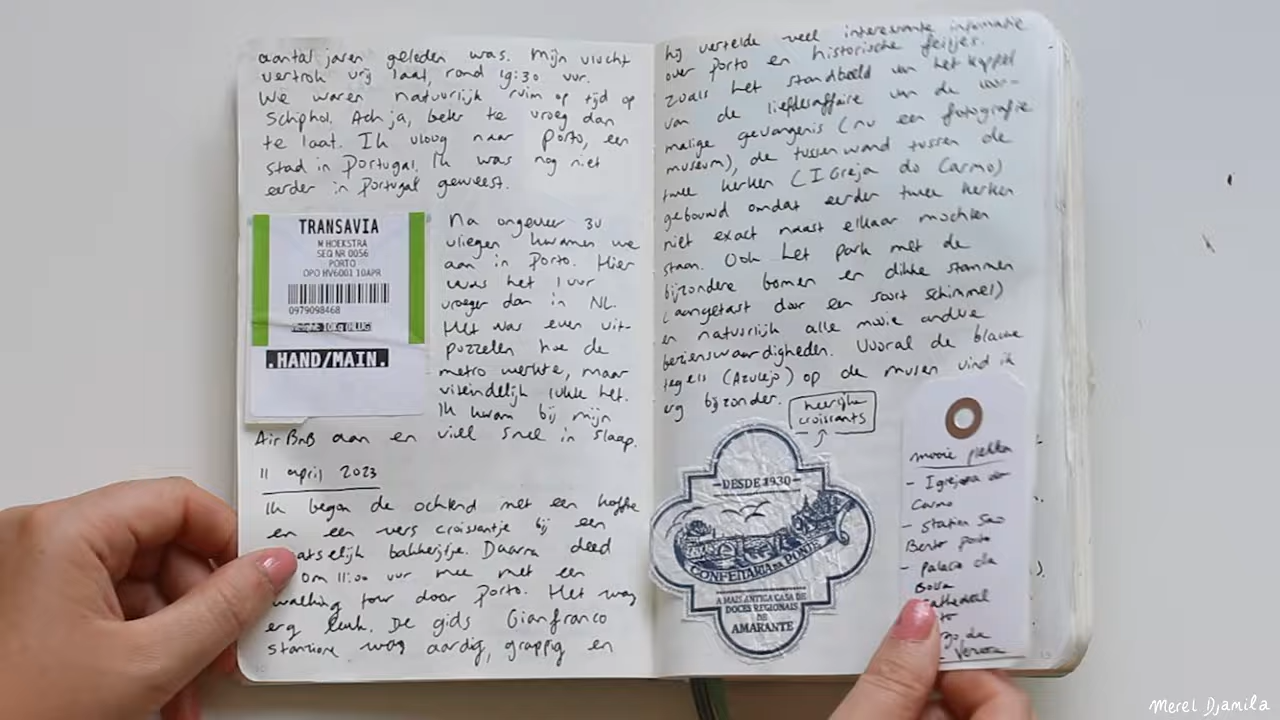 aantal jaren geleden was. Mijn vlucht
vertrok vrij laat, rond 19:30 uur.
We waren natuurlijk ruim op tijd op
Schiphol. Ach ja, beter te vroeg dan
te laat. Ik vloog naar Porto, een
stad in Portugal. Ik was nog niet
eerder in Portugal geweest.
TRANSAVIA
M HOEKSTRA
SEQ NR 0056
PORTO
OPO HV6001 10APR
0979098468
.HAND/MAIN.
Na ongeveer 3u
vliegen kwamen we
aan in Porto. Hier
was het 1 uur
vroeger dan in NL.
Het was even uit-
puzzelen hoe de
metro werkte, maar
uiteindelijk lukte het.
Ik kwam bij mijn
AirBnB aan en viel snel in slaap.
11 april 2023
Ik begon de ochtend met een koffie
en een vers croissantje bij een
bakkerijtje. Daarna deed
om 11:00 uur mee met een
walking tour door Porto. Het was
erg leuk. De gids Gianfranco
was aardig, grappig en
hij vertelde veel interessante informatie
over Porto en historische feitjes.
Zoals het standbeeld van het koppel
van de liefdesaffaire van de voor-
malige gevangenis (nu een fotografie
museum), de tussenwand tussen de
twee kerken (Igreja do Carmo)
gebouwd omdat eerder twee kerken
niet exact naast elkaar mochten
staan. Ook het park met de
bijzondere bomen en dikke stammen
(aangetast door een soort schimmel)
en natuurlijk alle mooie andere
bezienswaardigheden. Vooral de blauwe
tegels (Azulejo) op de muren vind ik
erg bijzonder.
heerlijke
croissants
DESDE 1930
CONFEITARIA DA PONTE
A MAIS ANTIGA CASA DE
DOCES REGIONAIS
DE
AMARANTE
mooie plekken
- Igreja do
Carmo
- station Sao
Bento Porto
- palacio da
Bolsa
Merel Djamila